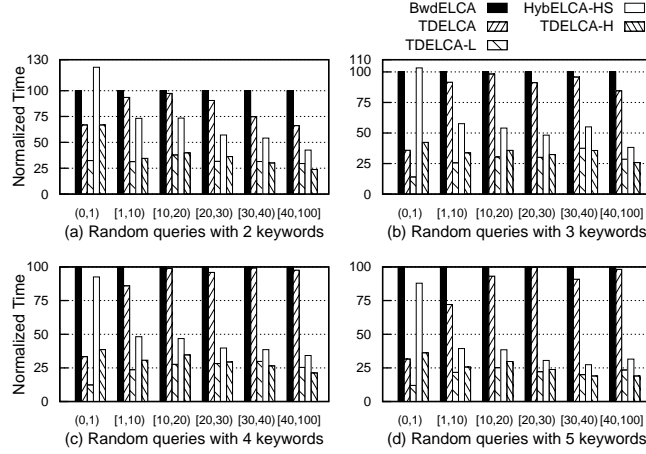 BwdELCA HybELCA-HS
TDELCA TDELCA-H
TDELCA-L
Normalized Time
130
100
75
50
25
0
(0,1) [1,10) [10,20) [20,30) [30,40) [40,100]
(a) Random queries with 2 keywords
110
100
75
50
25
0
(0,1) [1,10) [10,20) [20,30) [30,40) [40,100]
(b) Random queries with 3 keywords
Normalized Time
100
75
50
25
0
(0,1) [1,10) [10,20) [20,30) [30,40) [40,100]
(c) Random queries with 4 keywords
100
75
50
25
0
(0,1) [1,10) [10,20) [20,30) [30,40) [40,100]
(d) Random queries with 5 keywords